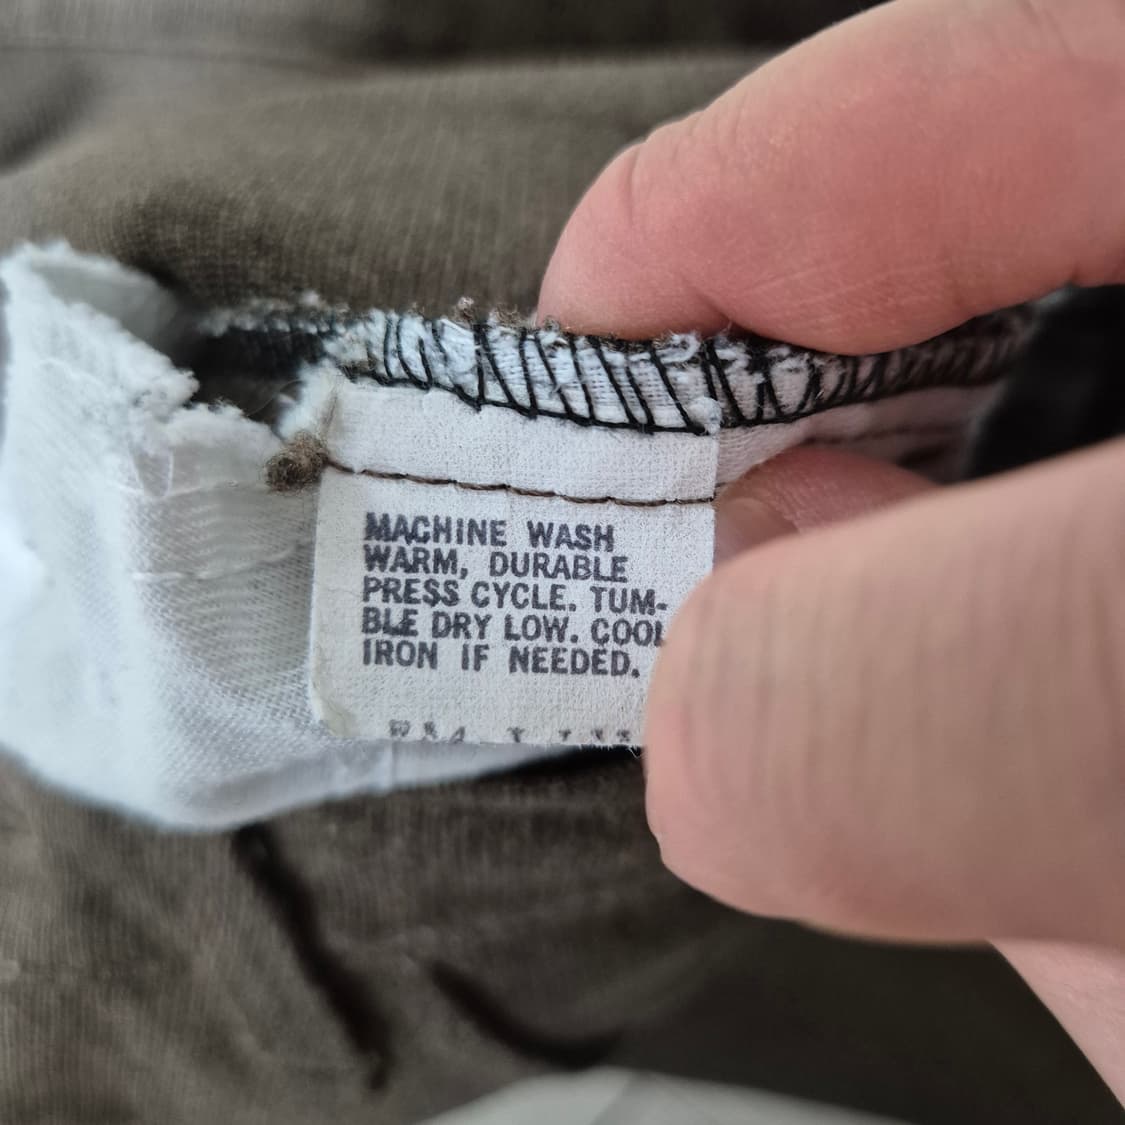 MACHINE WASH
WARM, DURABLE
PRESS CYCLE. TUM-
BLE DRY LOW. COOL
IRON IF NEEDED.